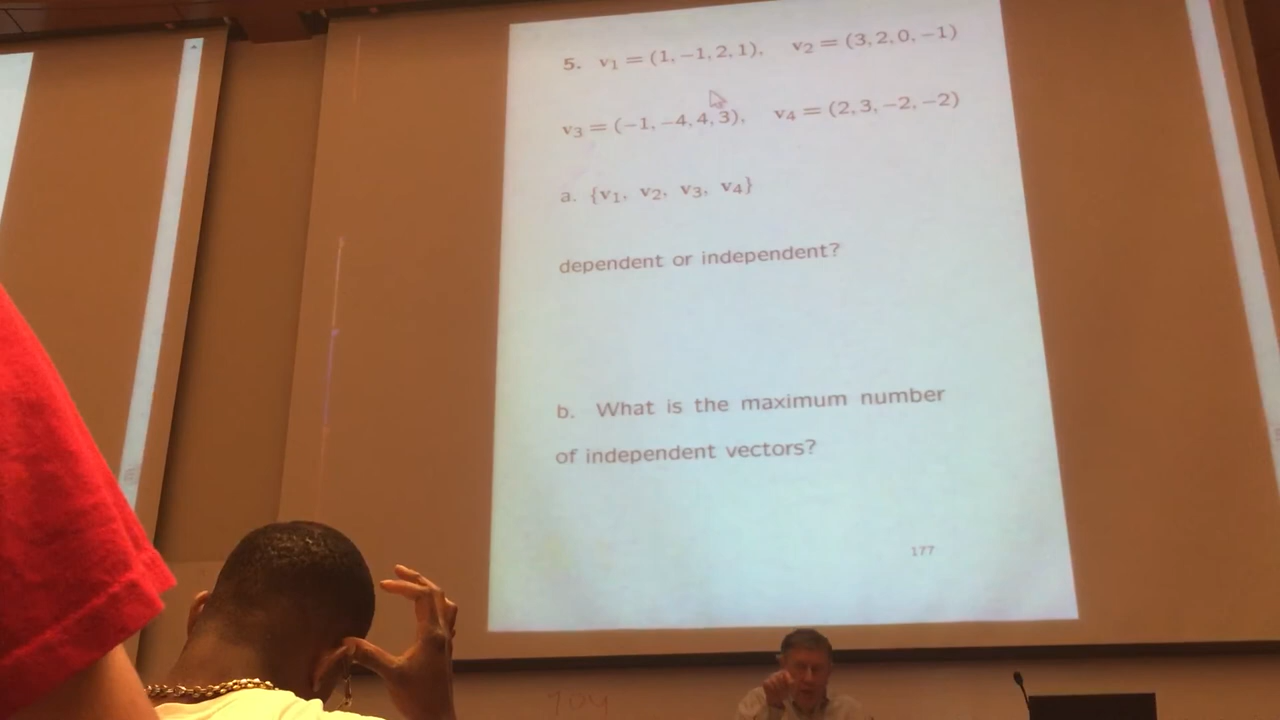 5. v₁ = (1, −1, 2, 1), v₂ = (3, 2, 0, −1)
v₃ = (−1, −4, 4, 3), v₄ = (2, 3, −2, −2)
a. {v₁, v₂, v₃, v₄}
dependent or independent?
b. What is the maximum number
of independent vectors?
177